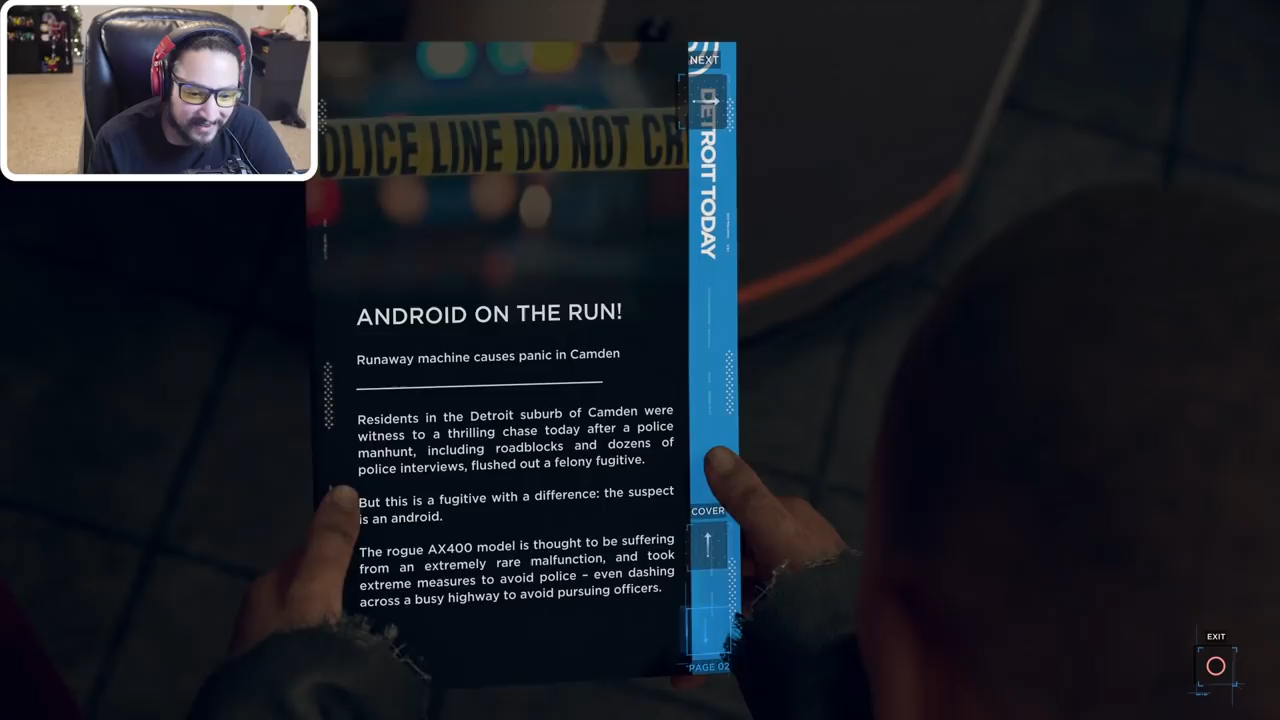 NEXT
DETROIT TODAY
OLICE LINE DO NOT CR
ANDROID ON THE RUN!
Runaway machine causes panic in Camden
Residents in the Detroit suburb of Camden were
witness to a thrilling chase today after a police
manhunt, including roadblocks and dozens of
police interviews, flushed out a felony fugitive.
But this is a fugitive with a difference: the suspect
is an android.
The rogue AX400 model is thought to be suffering
from an extremely rare malfunction, and took
extreme measures to avoid police – even dashing
across a busy highway to avoid pursuing officers.
COVER
PAGE 02
EXIT